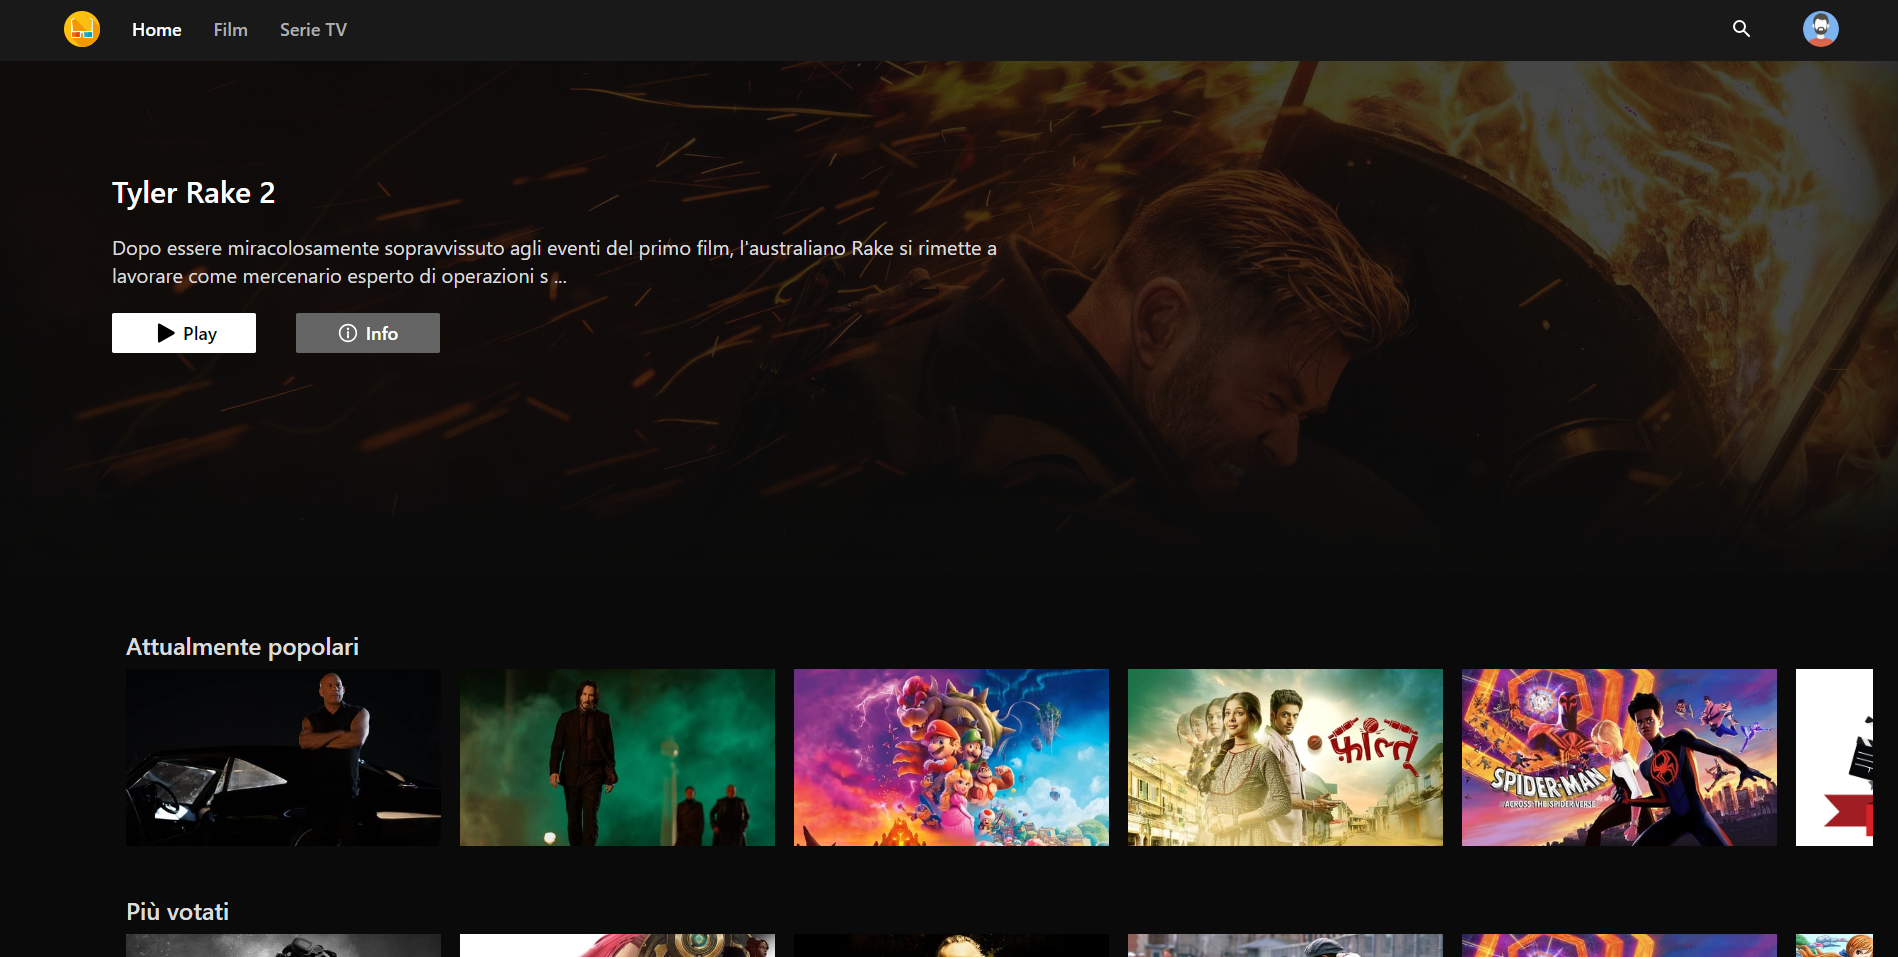 Home Film Serie TV
Tyler Rake 2
Dopo essere miracolosamente sopravvissuto agli eventi del primo film, l'australiano Rake si rimette a
lavorare come mercenario esperto di operazioni s ...
Play Info
Attualmente popolari
फाल्तू
SPIDER-MAN
ACROSS THE SPIDER-VERSE
Più votati